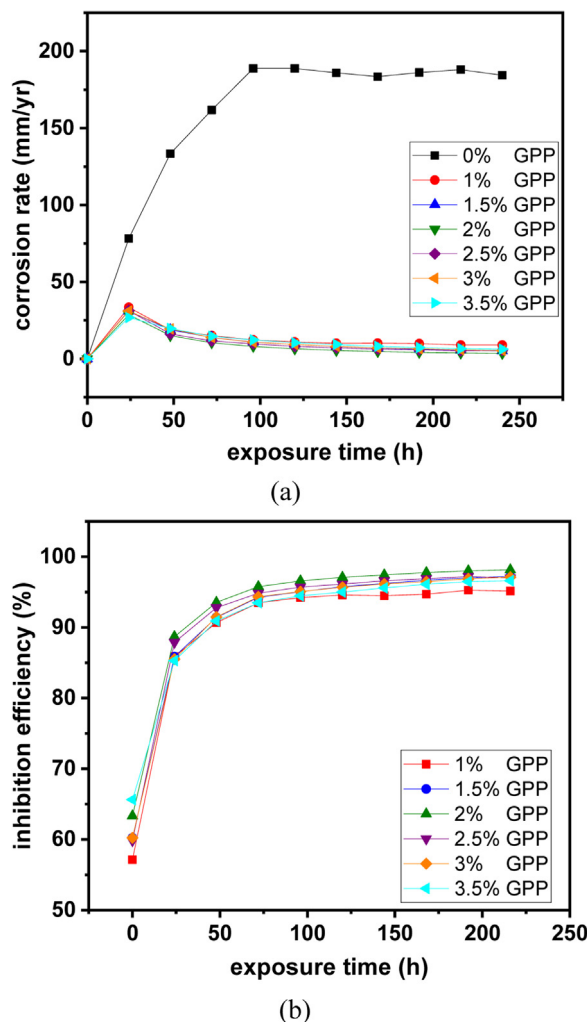 corrosion rate (mm/yr)
200
150
100
50
0
0% GPP
1% GPP
1.5% GPP
2% GPP
2.5% GPP
3% GPP
3.5% GPP
0 50 100 150 200 250
exposure time (h)
(a)
inhibition efficiency (%)
100
90
80
70
60
50
1% GPP
1.5% GPP
2% GPP
2.5% GPP
3% GPP
3.5% GPP
0 50 100 150 200 250
exposure time (h)
(b)